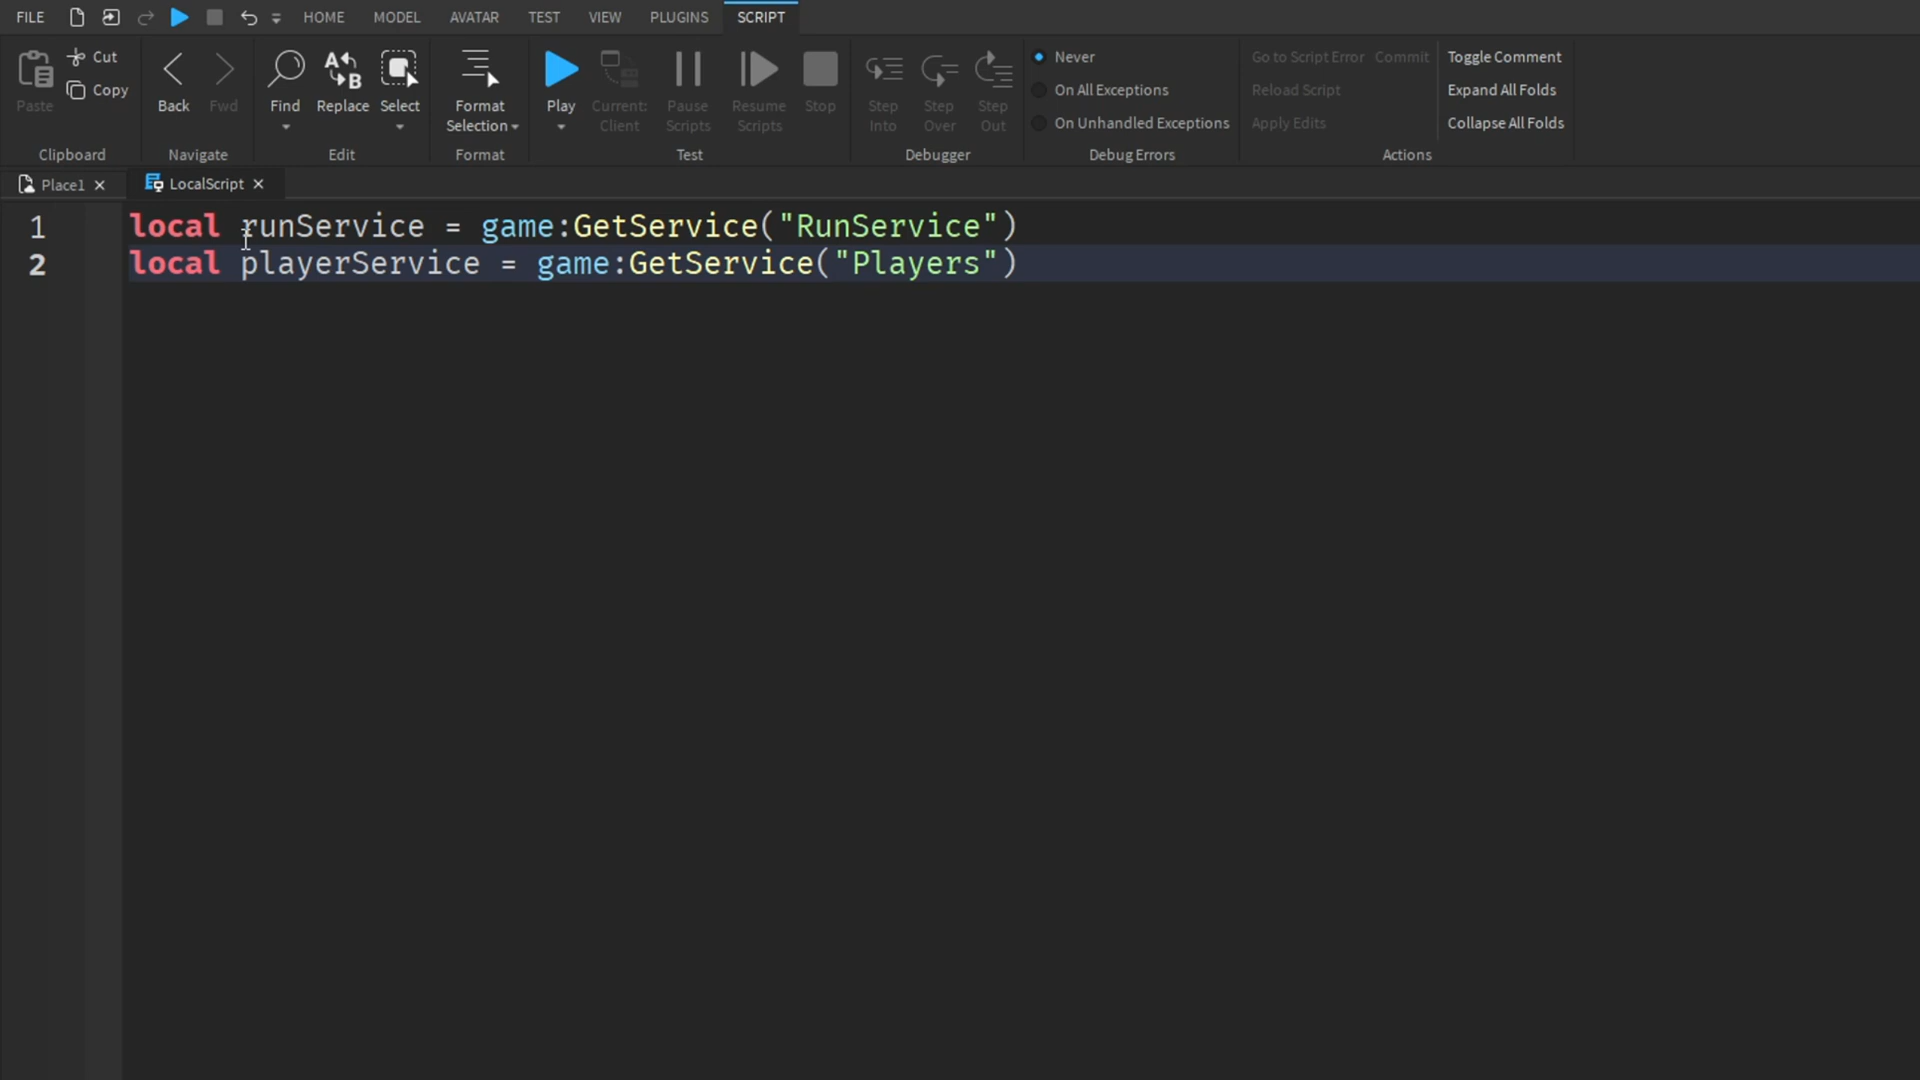 FILE HOME MODEL AVATAR TEST VIEW PLUGINS SCRIPT
Paste
Cut
Copy
Clipboard
Back
Fwd
Navigate
Find
Replace
Select
Edit
Format
Selection
Format
Play
Current:
Client
Pause
Scripts
Resume
Scripts
Stop
Test
Step
Into
Step
Over
Step
Out
Debugger
Never
On All Exceptions
On Unhandled Exceptions
Debug Errors
Go to Script Error Commit
Reload Script
Apply Edits
Toggle Comment
Expand All Folds
Collapse All Folds
Actions
Place1 LocalScript
1 local runService = game:GetService("RunService")
2 local playerService = game:GetService("Players")